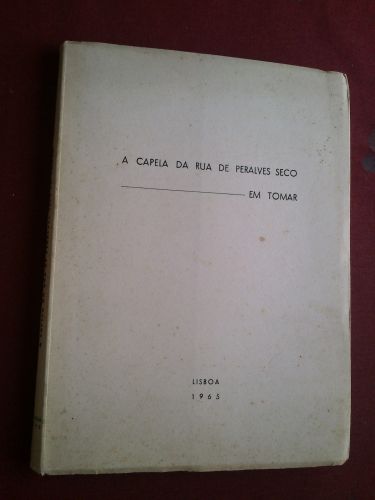 A CAPELA DA RUA DE PERALVES SECO
EM TOMAR
LISBOA
1965